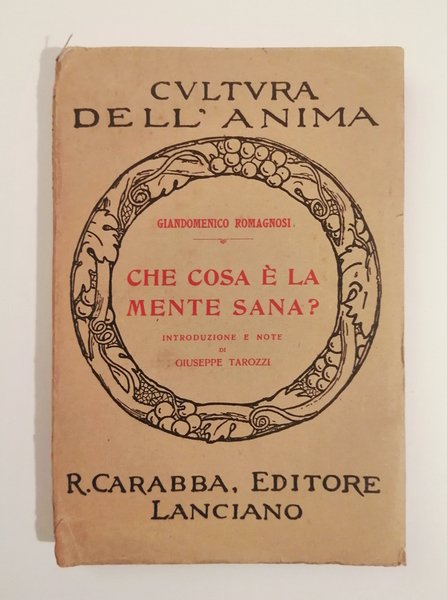 CVLTVRA
DELL'ANIMA
GIANDOMENICO ROMAGNOSI
CHE COSA È LA
MENTE SANA?
INTRODUZIONE E NOTE
DI
GIUSEPPE TAROZZI
R. CARABBA, EDITORE
LANCIANO